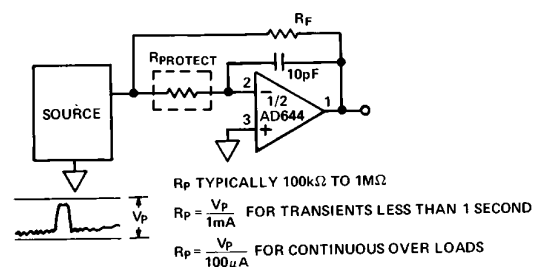 RF
RPROTECT
10pF
SOURCE
2
−
1/2
AD644
1
3
+
VP
RP TYPICALLY 100kΩ TO 1MΩ
RP = VP/1mA FOR TRANSIENTS LESS THAN 1 SECOND
RP = VP/100μA FOR CONTINUOUS OVER LOADS